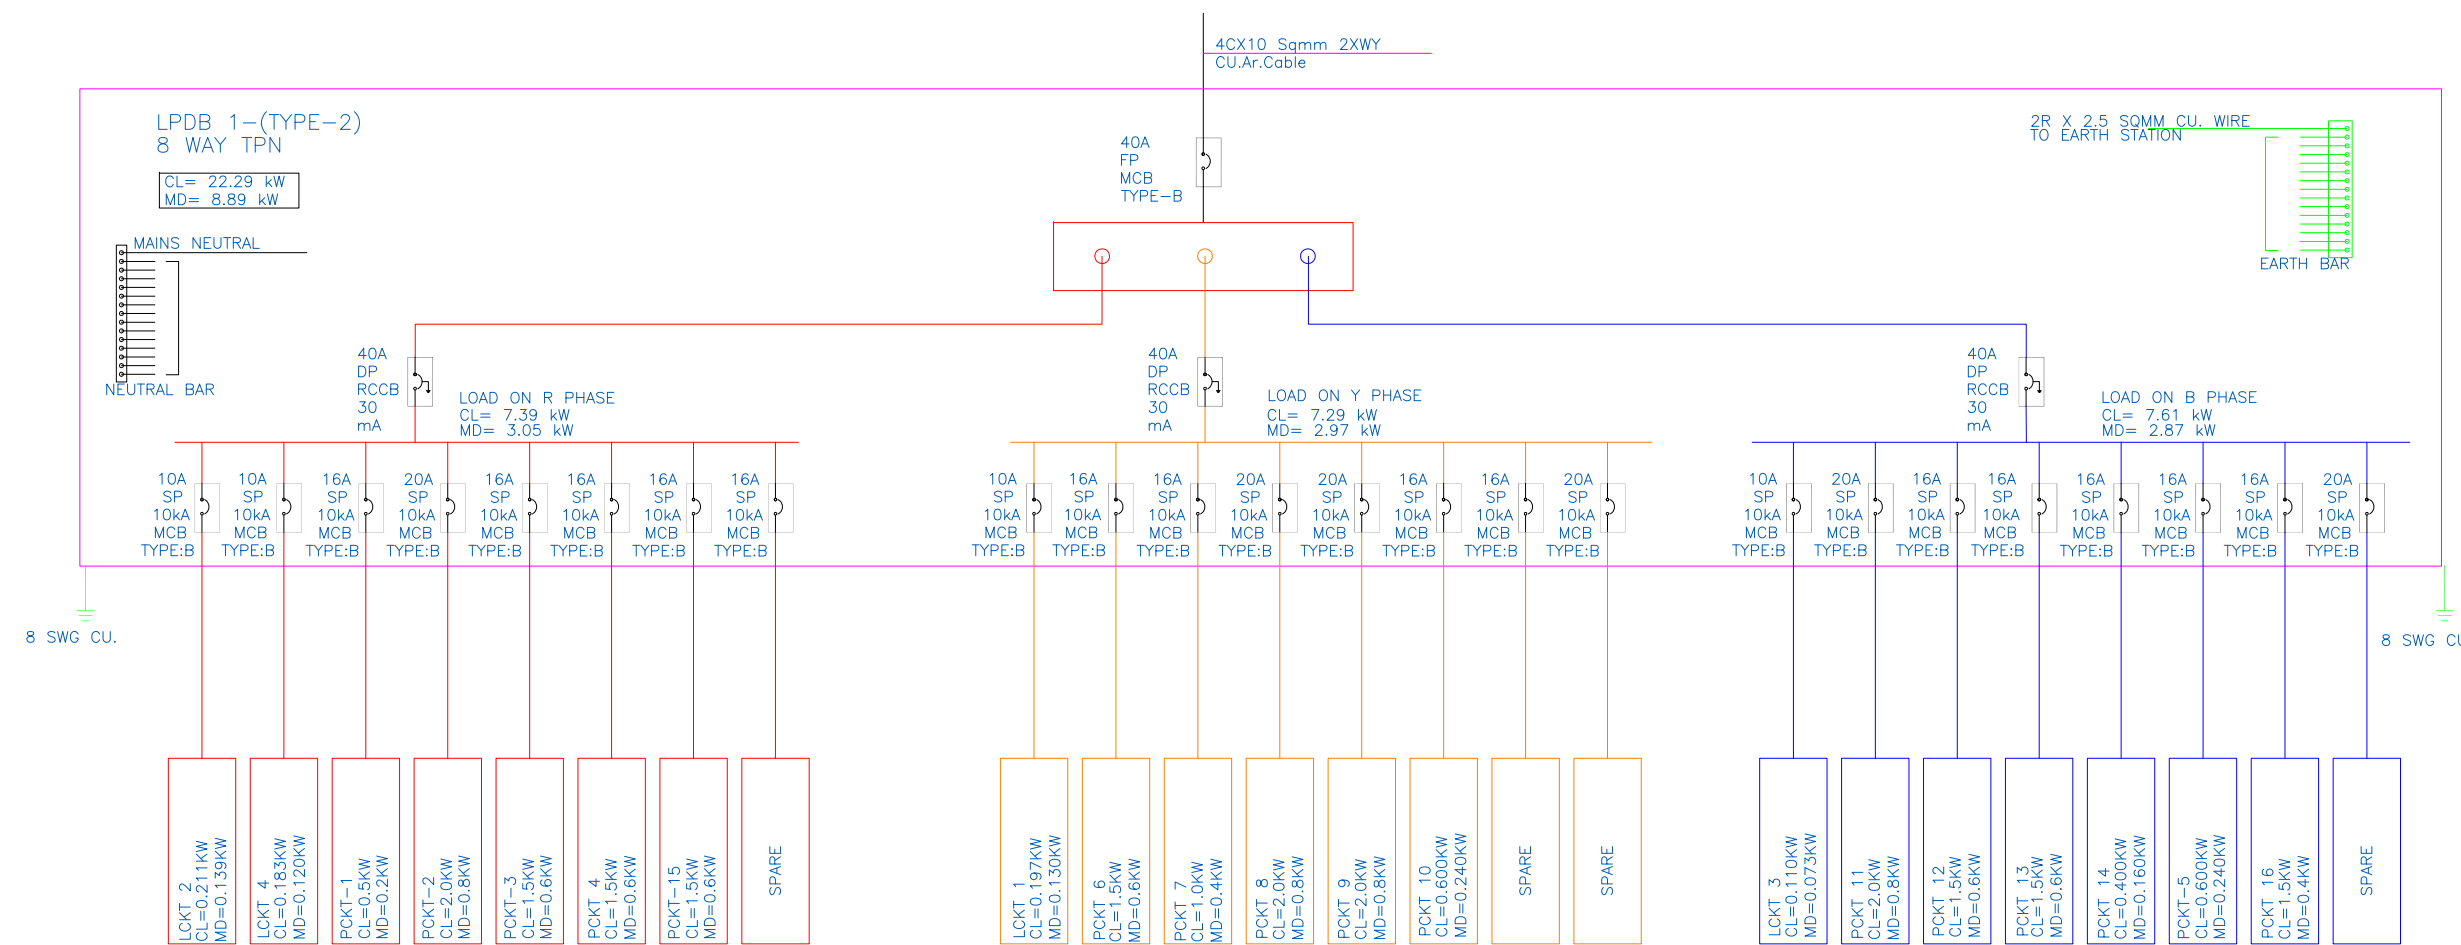 4CX10 Sqmm 2XWY
CU.Ar.Cable
LPDB 1-(TYPE-2)
8 WAY TPN
CL= 22.29 kW
MD= 8.89 kW
MAINS NEUTRAL
NEUTRAL BAR
40A
FP
MCB
TYPE-B
2R X 2.5 SQMM CU. WIRE
TO EARTH STATION
EARTH BAR
40A
DP
RCCB
30
mA
LOAD ON R PHASE
CL= 7.39 kW
MD= 3.05 kW
40A
DP
RCCB
30
mA
LOAD ON Y PHASE
CL= 7.29 kW
MD= 2.97 kW
40A
DP
RCCB
30
mA
LOAD ON B PHASE
CL= 7.61 kW
MD= 2.87 kW
10A
SP
10kA
MCB
TYPE:B
10A
SP
10kA
MCB
TYPE:B
16A
SP
10kA
MCB
TYPE:B
20A
SP
10kA
MCB
TYPE:B
16A
SP
10kA
MCB
TYPE:B
16A
SP
10kA
MCB
TYPE:B
16A
SP
10kA
MCB
TYPE:B
16A
SP
10kA
MCB
TYPE:B
10A
SP
10kA
MCB
TYPE:B
16A
SP
10kA
MCB
TYPE:B
16A
SP
10kA
MCB
TYPE:B
20A
SP
10kA
MCB
TYPE:B
20A
SP
10kA
MCB
TYPE:B
16A
SP
10kA
MCB
TYPE:B
16A
SP
10kA
MCB
TYPE:B
20A
SP
10kA
MCB
TYPE:B
10A
SP
10kA
MCB
TYPE:B
20A
SP
10kA
MCB
TYPE:B
16A
SP
10kA
MCB
TYPE:B
16A
SP
10kA
MCB
TYPE:B
16A
SP
10kA
MCB
TYPE:B
16A
SP
10kA
MCB
TYPE:B
16A
SP
10kA
MCB
TYPE:B
20A
SP
10kA
MCB
TYPE:B
8 SWG CU.
8 SWG CU
LCKT 2
CL=0.211KW
MD=0.139KW
LCKT 4
CL=0.183KW
MD=0.120KW
PCKT-1
CL=0.5KW
MD=0.2KW
PCKT-2
CL=2.0KW
MD=0.8KW
PCKT-3
CL=1.5KW
MD=0.6KW
PCKT 4
CL=1.5KW
MD=0.6KW
PCKT-15
CL=1.5KW
MD=0.6KW
SPARE
LCKT 1
CL=0.197KW
MD=0.130KW
PCKT 6
CL=1.5KW
MD=0.6KW
PCKT 7
CL=1.0KW
MD=0.4KW
PCKT 8
CL=2.0KW
MD=0.8KW
PCKT 9
CL=2.0KW
MD=0.8KW
PCKT 10
CL=0.600KW
MD=0.240KW
SPARE
SPARE
LCKT 3
CL=0.110KW
MD=0.073KW
PCKT 11
CL=2.0KW
MD=0.8KW
PCKT 12
CL=1.5KW
MD=0.6KW
PCKT 13
CL=1.5KW
MD=0.6KW
PCKT 14
CL=0.400KW
MD=0.160KW
PCKT-5
CL=0.600KW
MD=0.240KW
PCKT 16
CL=1.5KW
MD=0.4KW
SPARE